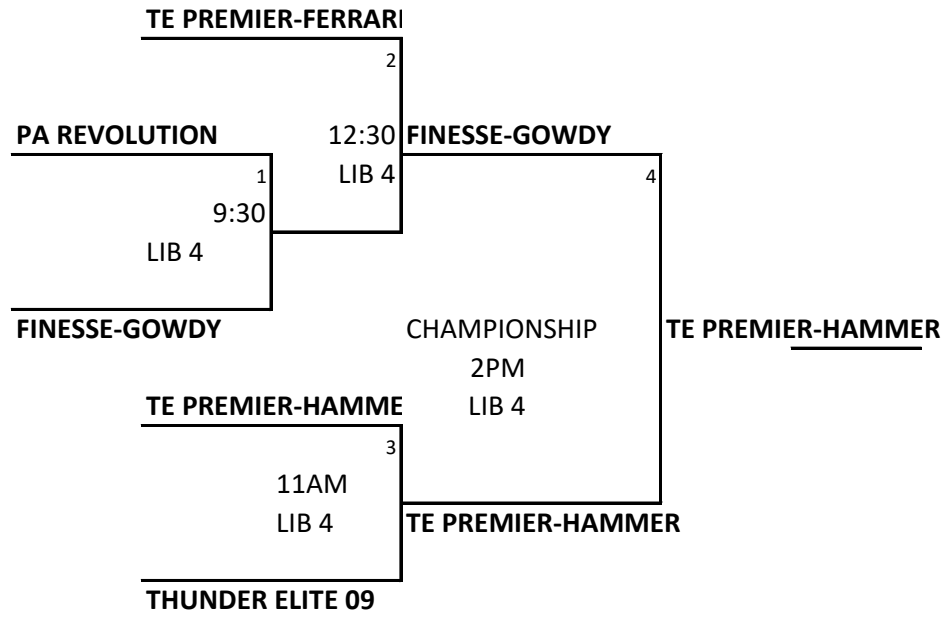 TE PREMIER-FERRARI
2
PA REVOLUTION
12:30
FINESSE-GOWDY
1
LIB 4
4
9:30
LIB 4
FINESSE-GOWDY
CHAMPIONSHIP
TE PREMIER-HAMMER
2PM
TE PREMIER-HAMME
LIB 4
3
11AM
LIB 4
TE PREMIER-HAMMER
THUNDER ELITE 09